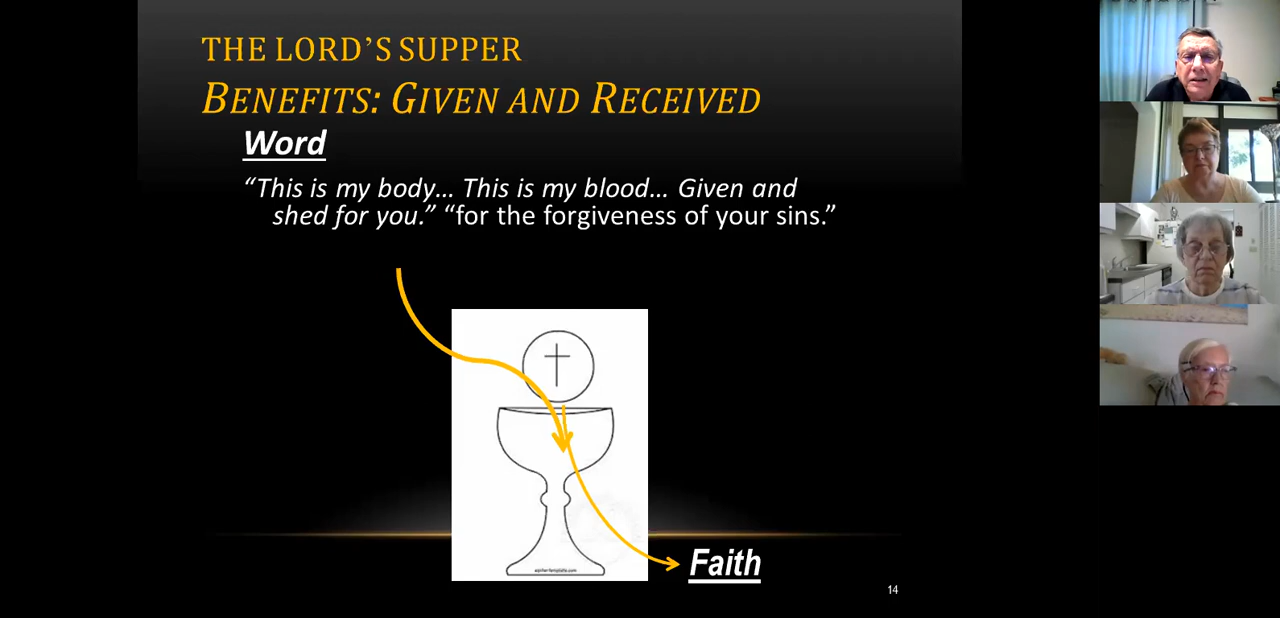 THE LORD’S SUPPER
BENEFITS: GIVEN AND RECEIVED
Word
“This is my body... This is my blood... Given and
shed for you.” “for the forgiveness of your sins.”
Faith
14